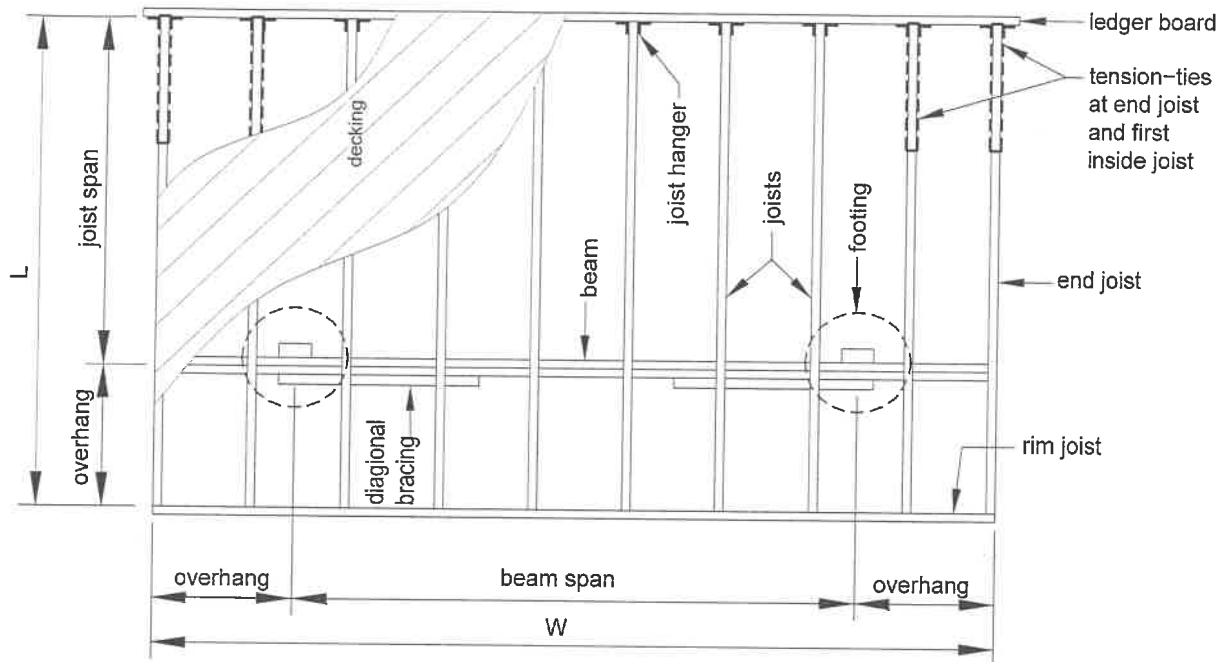 ledger board
tension-ties
at end joist
and first
inside joist
decking
joist hanger
joists
footing
joist span
L
beam
end joist
overhang
diagional
bracing
rim joist
overhang
beam span
overhang
W